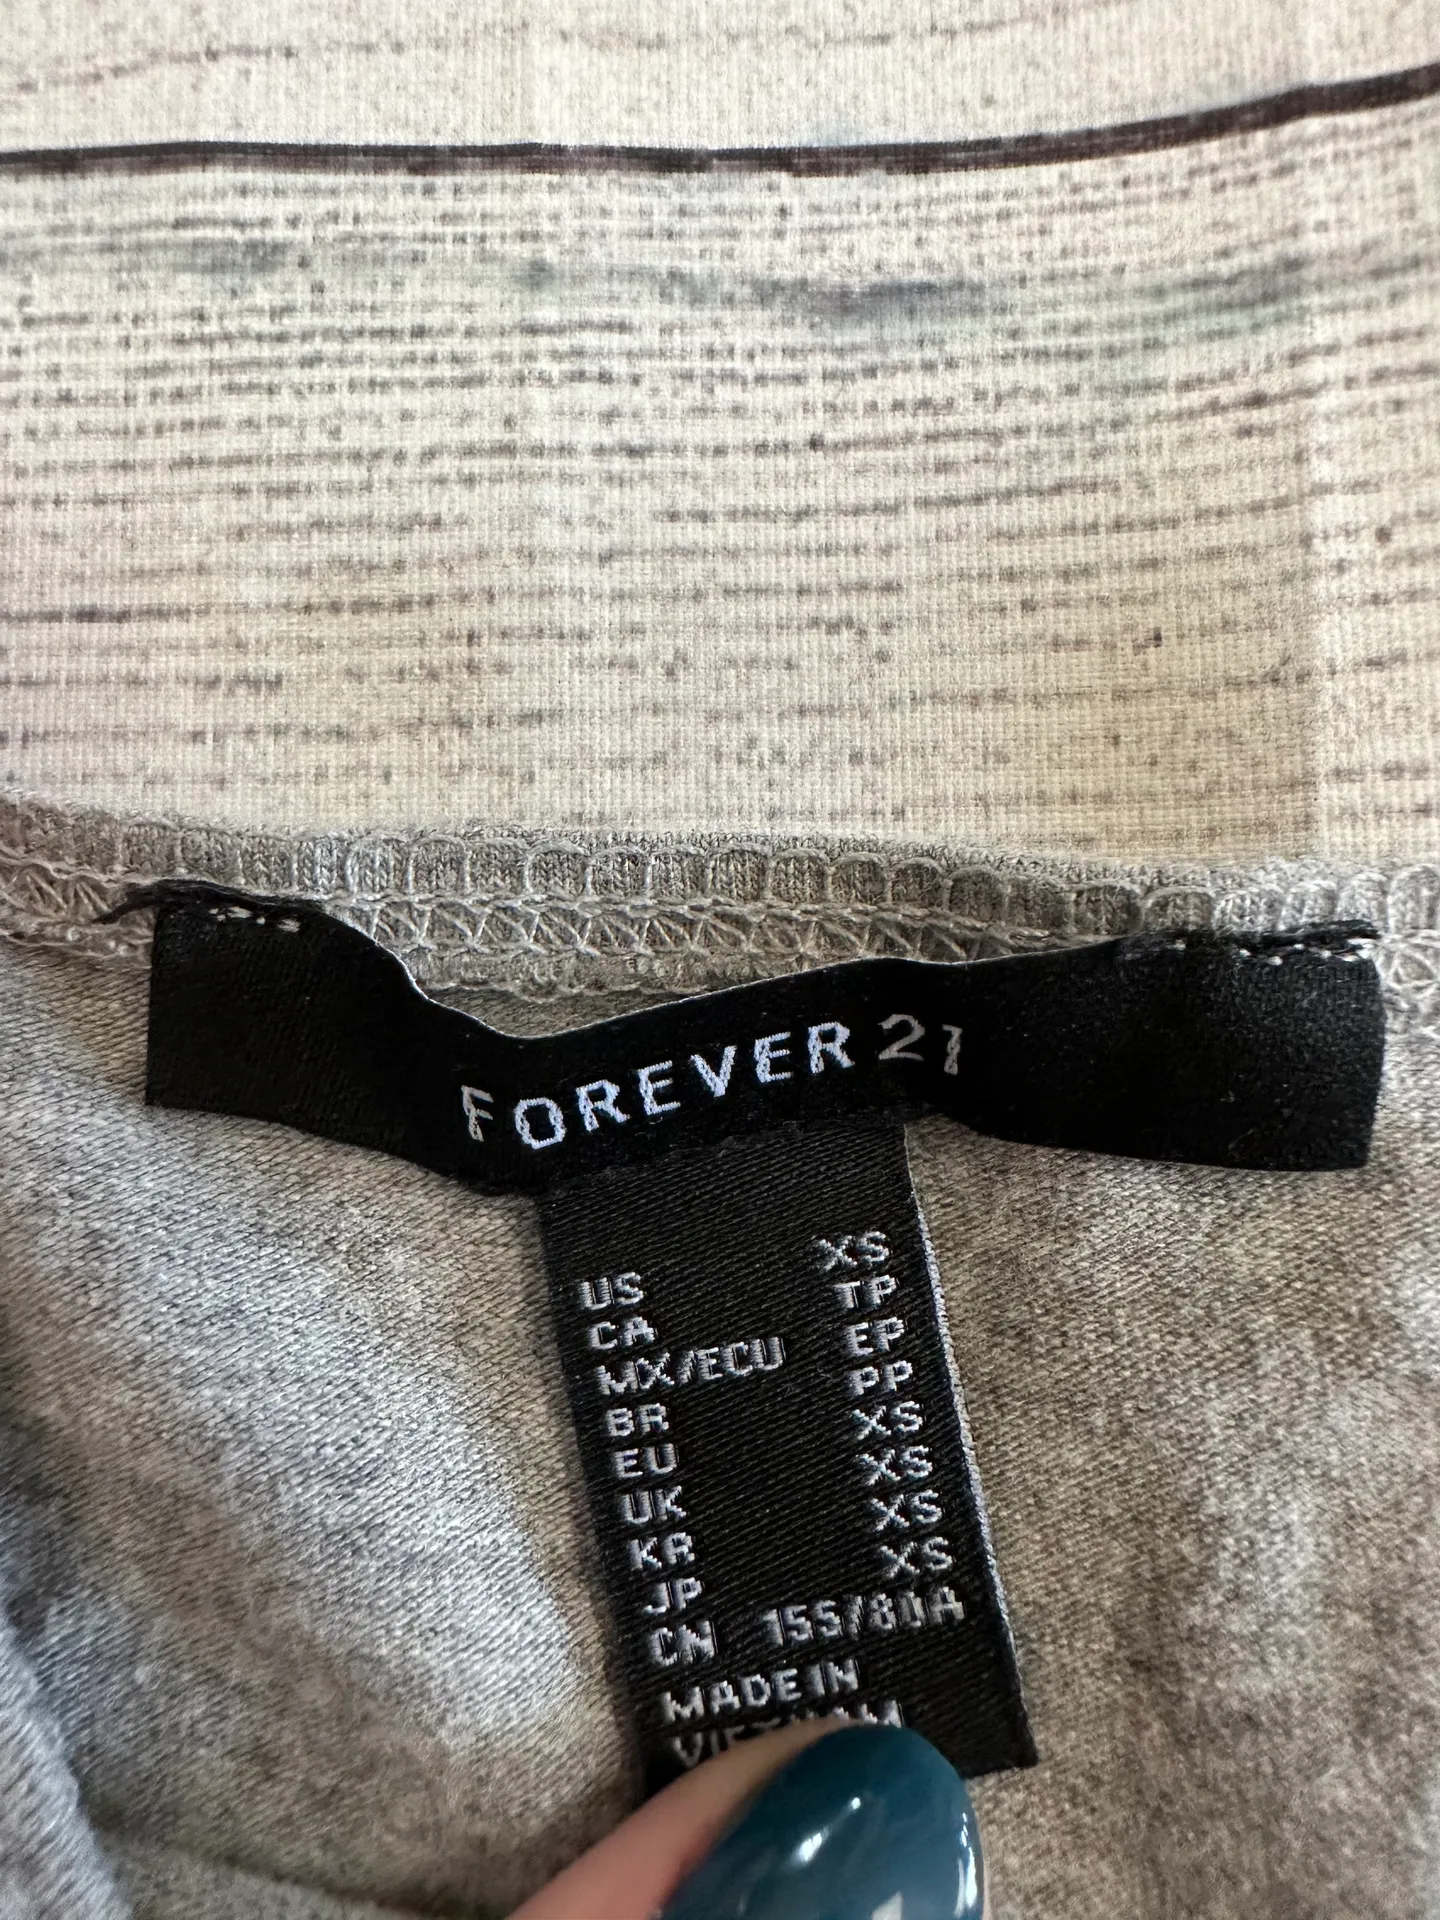 FOREVER 21
US XS
CA TP
MX/ECU EP
BR PP
EU XS
UK XS
KR XS
JP XS
CN 155/80A
MADE IN
VIETNAM